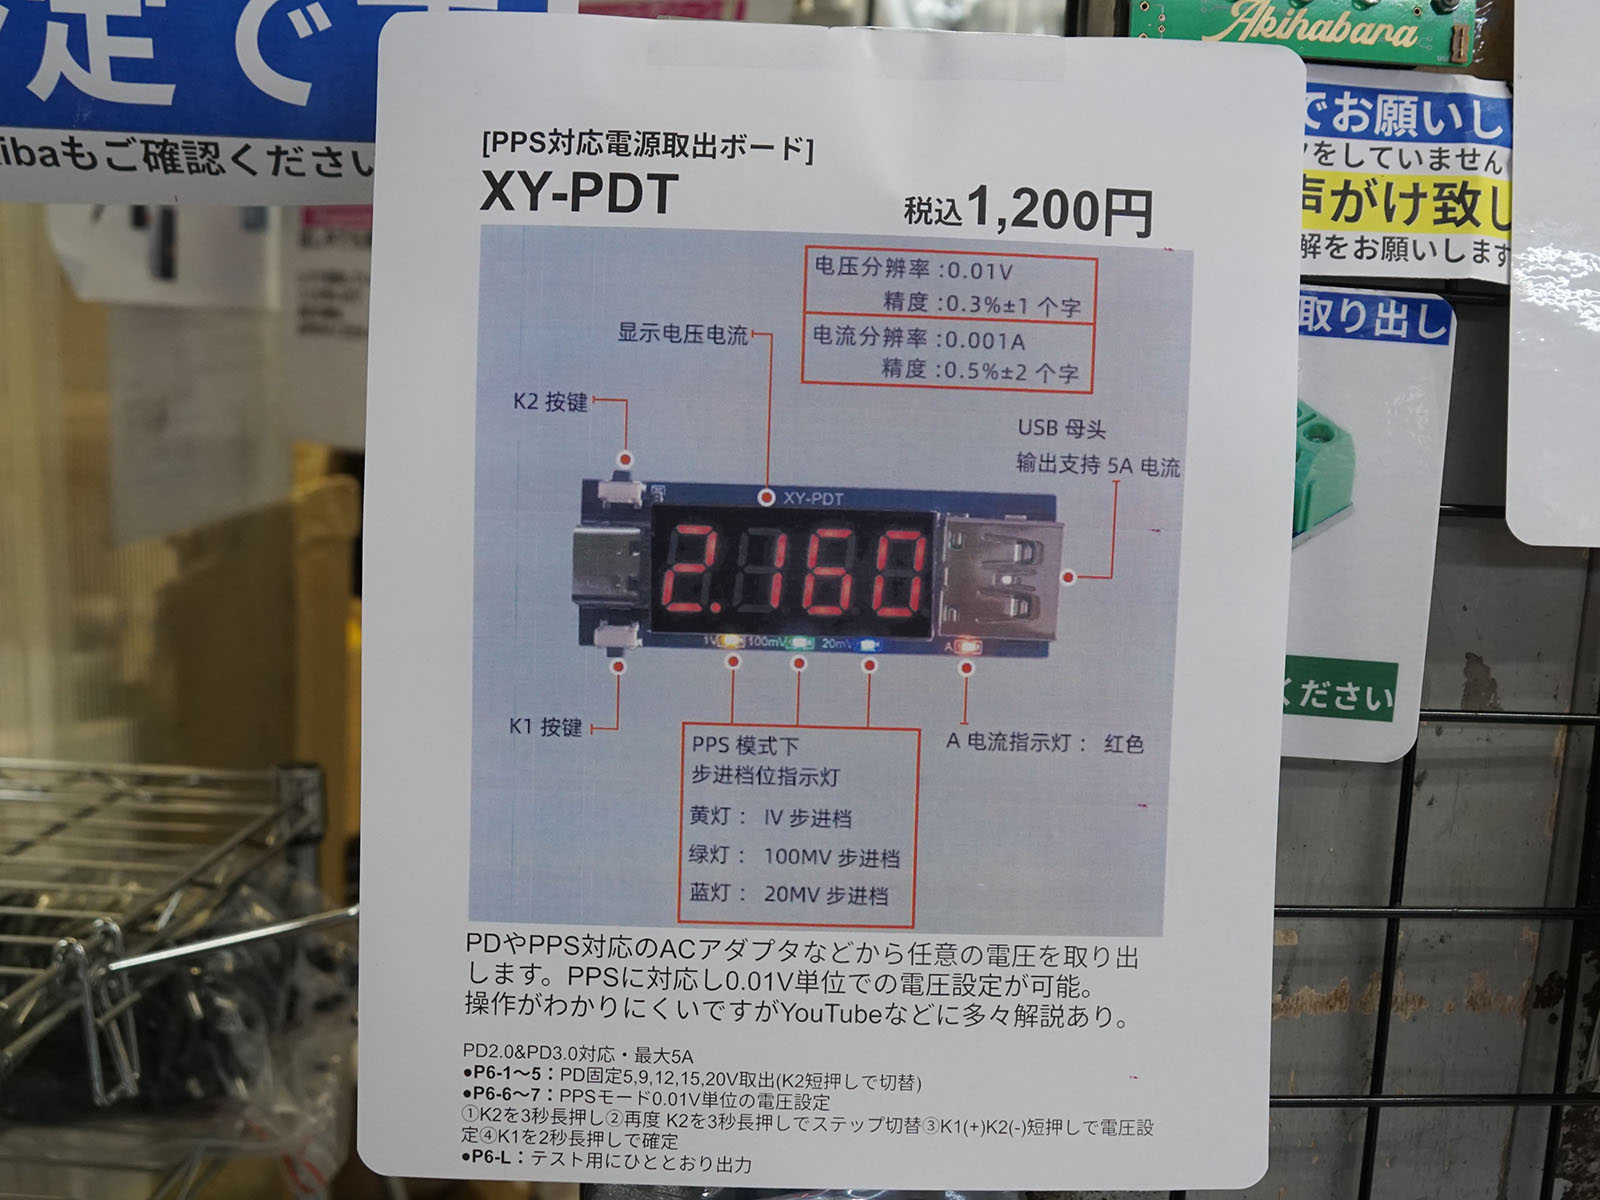 定で
ibaもご確認ください
Akihabara
でお願いし
をしていません
声がけ致し
解をお願いします
取り出し
ください
[PPS対応電源取出ボード]
XY-PDT
税込1,200円
电压分辨率:0.01V
精度:0.3%±1 个字
电流分辨率:0.001A
精度:0.5%±2 个字
显示电压电流
K2 按键
USB 母头
输出支持 5A 电流
XY-PDT
2.160
1V
100mV
20mV
A
K1 按键
PPS 模式下
步进档位指示灯
黄灯： IV 步进档
绿灯： 100MV 步进档
蓝灯： 20MV 步进档
A 电流指示灯： 红色
PDやPPS対応のACアダプタなどから任意の電圧を取り出
します。PPSに対応し0.01V単位での電圧設定が可能。
操作がわかりにくいですがYouTubeなどに多々解説あり。
PD2.0&PD3.0対応・最大5A
●P6-1～5：PD固定5,9,12,15,20V取出(K2短押しで切替)
●P6-6～7：PPSモード0.01V単位の電圧設定
①K2を3秒長押し②再度 K2を3秒長押しでステップ切替③K1(+)K2(-)短押しで電圧設
定④K1を2秒長押しで確定
●P6-L：テスト用にひととおり出力